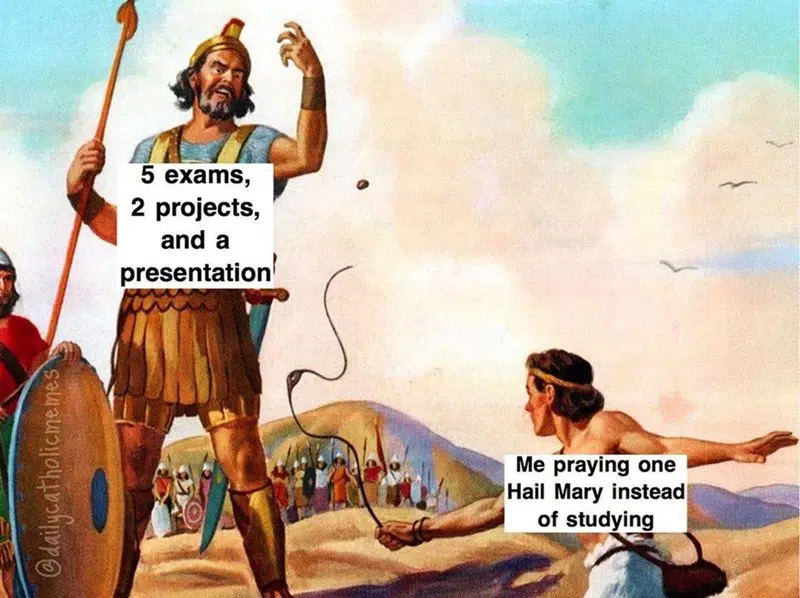 5 exams,
2 projects,
and a
presentation
Me praying one
Hail Mary instead
of studying
@dailycatholicmemes